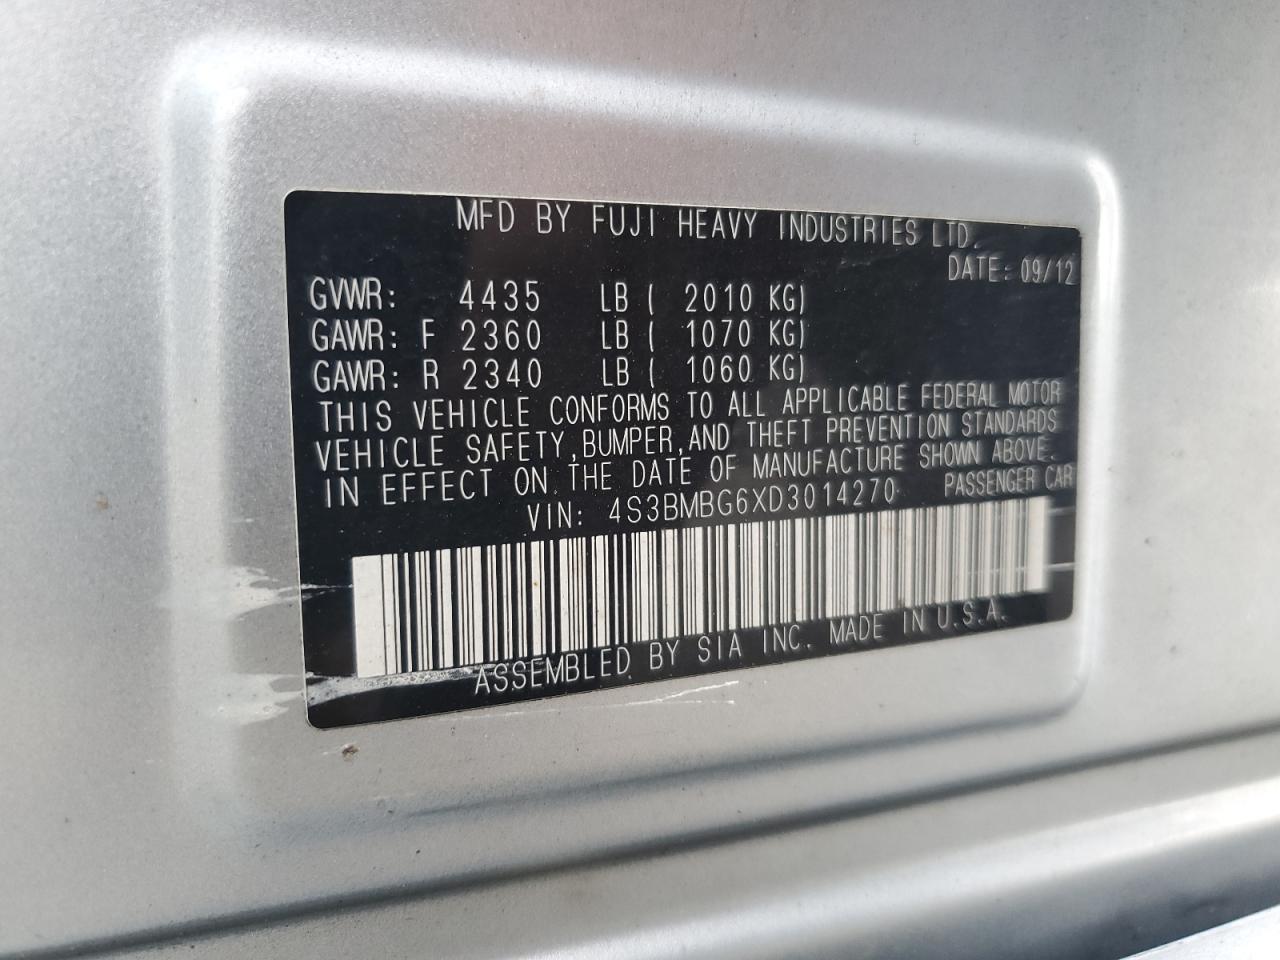 MFD BY FUJI HEAVY INDUSTRIES LTD.
DATE: 09/12
GVWR: 4435 LB ( 2010 KG)
GAWR: F 2360 LB ( 1070 KG)
GAWR: R 2340 LB ( 1060 KG)
THIS VEHICLE CONFORMS TO ALL APPLICABLE FEDERAL MOTOR
VEHICLE SAFETY, BUMPER, AND THEFT PREVENTION STANDARDS
IN EFFECT ON THE DATE OF MANUFACTURE SHOWN ABOVE.
VIN: 4S3BMBG6XD3014270 PASSENGER CAR
ASSEMBLED BY SIA INC. MADE IN U.S.A.